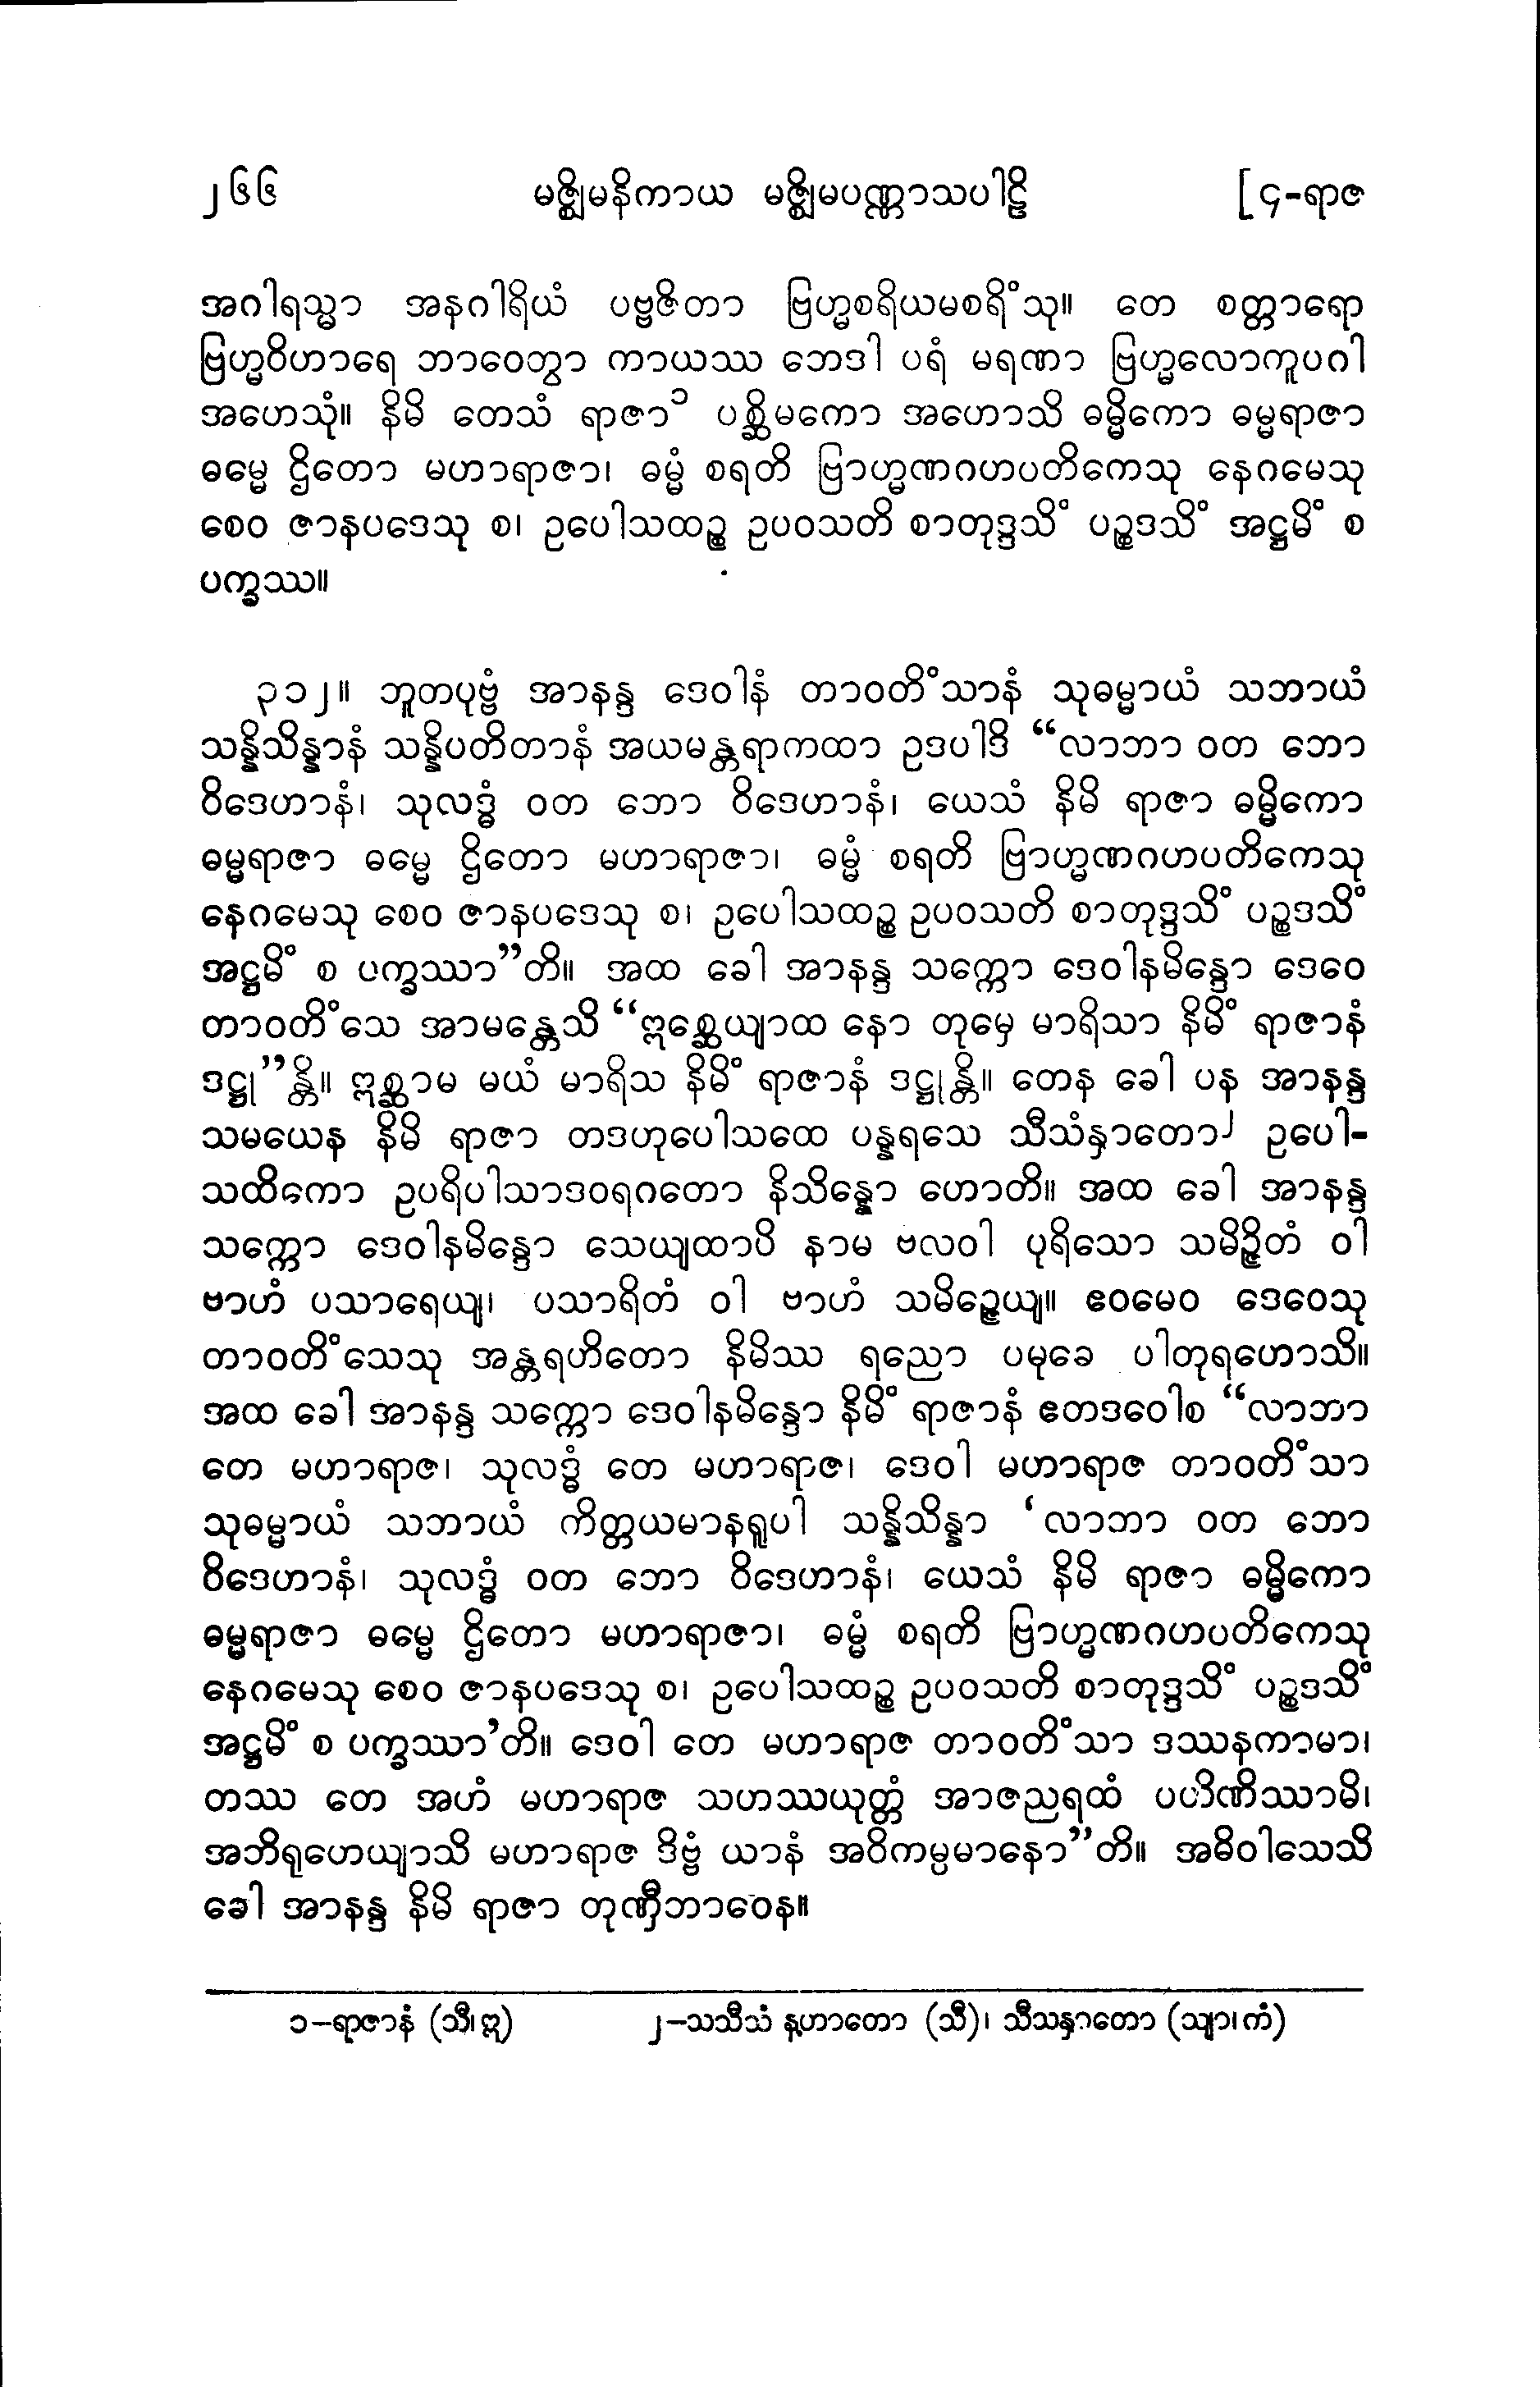 ၂၆၆ မဇ္ဈိမနိကာယ မဇ္ဈိမပဏ္ဏာသပါဠိ [၄-ရာဇ
အဂါရသ္မာ အနဂါရိယံ ပဗ္ဗဇိတာ ဗြဟ္မစရိယမစရိံသု။ တေ စတ္တာရော
ဗြဟ္မဝိဟာရေ ဘာဝေတွာ ကာယဿ ဘေဒါ ပရံ မရဏာ ဗြဟ္မလောကူပဂါ
အဟေသုံ။ နိမိ တေသံ ရာဇာ၁ ပစ္ဆိမကော အဟောသိ ဓမ္မိကော ဓမ္မရာဇာ
ဓမ္မေ ဌိတော မဟာရာဇာ၊ ဓမ္မံ စရတိ ဗြာဟ္မဏဂဟပတိကေသု နေဂမေသု
စေဝ ဇာနပဒေသု စ၊ ဥပေါသထဉ္စ ဥပဝသတိ စာတုဒ္ဒသိံ ပဉ္စဒသိံ အဋ္ဌမိံ စ
ပက္ခဿ။
၃၁၂။ ဘူတပုဗ္ဗံ အာနန္ဒ ဒေဝါနံ တာဝတိံသာနံ သုဓမ္မာယံ သဘာယံ
သန္နိသိန္နာနံ သန္နိပတိတာနံ အယမန္တရာကထာ ဥဒပါဒိ “လာဘာ ဝတ ဘော
ဝိဒေဟာနံ၊ သုလဒ္ဓံ ဝတ ဘော ဝိဒေဟာနံ၊ ယေသံ နိမိ ရာဇာ ဓမ္မိကော
ဓမ္မရာဇာ ဓမ္မေ ဌိတော မဟာရာဇာ၊ ဓမ္မံ စရတိ ဗြာဟ္မဏဂဟပတိကေသု
နေဂမေသု စေဝ ဇာနပဒေသု စ၊ ဥပေါသထဉ္စ ဥပဝသတိ စာတုဒ္ဒသိံ ပဉ္စဒသိံ
အဋ္ဌမိံ စ ပက္ခဿာ”တိ။ အထ ခေါ အာနန္ဒ သက္ကော ဒေဝါနမိန္ဒော ဒေဝေ
တာဝတိံသေ အာမန္တေသိ “ဣစ္ဆေယျာထ နော တုမှေ မာရိသာ နိမိံ ရာဇာနံ
ဒဋ္ဌု”န္တိ။ ဣစ္ဆာမ မယံ မာရိသ နိမိံ ရာဇာနံ ဒဋ္ဌုန္တိ။ တေန ခေါ ပန အာနန္ဒ
သမယေန နိမိ ရာဇာ တဒဟုပေါသထေ ပန္နရသေ သီသံနှာတော၂ ဥပေါ-
သထိကော ဥပရိပါသာဒဝရဂတော နိသိန္နော ဟောတိ။ အထ ခေါ အာနန္ဒ
သက္ကော ဒေဝါနမိန္ဒော သေယျထာပိ နာမ ဗလဝါ ပုရိသော သမိဉ္ဇိတံ ဝါ
ဗာဟံ ပသာရေယျ၊ ပသာရိတံ ဝါ ဗာဟံ သမိဉ္ဇေယျ။ ဧဝမေဝ ဒေဝေသု
တာဝတိံသေသု အန္တရဟိတော နိမိဿ ရညော ပမုခေ ပါတုရဟောသိ။
အထ ခေါ အာနန္ဒ သက္ကော ဒေဝါနမိန္ဒော နိမိံ ရာဇာနံ ဧတဒဝေါစ “လာဘာ
တေ မဟာရာဇ၊ သုလဒ္ဓံ တေ မဟာရာဇ၊ ဒေဝါ မဟာရာဇ တာဝတိံသာ
သုဓမ္မာယံ သဘာယံ ကိတ္တယမာနရူပါ သန္နိသိန္နာ ‘လာဘာ ဝတ ဘော
ဝိဒေဟာနံ၊ သုလဒ္ဓံ ဝတ ဘော ဝိဒေဟာနံ၊ ယေသံ နိမိ ရာဇာ ဓမ္မိကော
ဓမ္မရာဇာ ဓမ္မေ ဌိတော မဟာရာဇာ၊ ဓမ္မံ စရတိ ဗြာဟ္မဏဂဟပတိကေသု
နေဂမေသု စေဝ ဇာနပဒေသု စ၊ ဥပေါသထဉ္စ ဥပဝသတိ စာတုဒ္ဒသိံ ပဉ္စဒသိံ
အဋ္ဌမိံ စ ပက္ခဿာ’တိ။ ဒေဝါ တေ မဟာရာဇ တာဝတိံသာ ဒဿနကာမာ၊
တဿ တေ အဟံ မဟာရာဇ သဟဿယုတ္တံ အာဇညရထံ ပဟိဏိဿာမိ၊
အဘိရုဟေယျာသိ မဟာရာဇ ဒိဗ္ဗံ ယာနံ အဝိကမ္ပမာနော”တိ။ အဓိဝါသေသိ
ခေါ အာနန္ဒ နိမိ ရာဇာ တုဏှီဘာဝေန။
၁–ရာဇာနံ (သီ၊ ဣ) ၂–သသီသံ နှဟာတော (သီ)၊ သီသနှာတော (သျာ၊ ကံ)